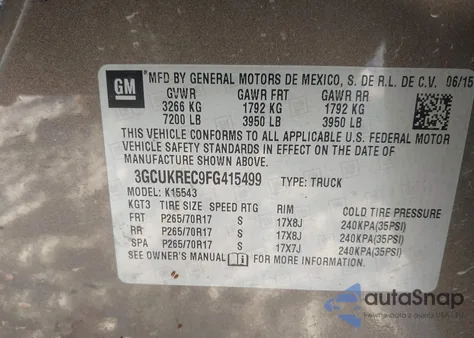 GM
MFD BY GENERAL MOTORS DE MEXICO, S. DE R.L. DE C.V. 06/15
GVWR GAWR FRT GAWR RR
3266 KG 1792 KG 1792 KG
7200 LB 3950 LB 3950 LB
THIS VEHICLE CONFORMS TO ALL APPLICABLE U.S. FEDERAL MOTOR
VEHICLE SAFETY STANDARDS IN EFFECT ON THE DATE OF
MANUFACTURE SHOWN ABOVE.
3GCUKREC9FG415499 TYPE: TRUCK
MODEL: K15543
KGT3 TIRE SIZE SPEED RTG RIM COLD TIRE PRESSURE
FRT P265/70R17 S 17X8J 240KPA(35PSI)
RR P265/70R17 S 17X8J 240KPA(35PSI)
SPA P265/70R17 S 17X7J 240KPA(35PSI)
SEE OWNER'S MANUAL FOR MORE INFORMATION
autoSnap